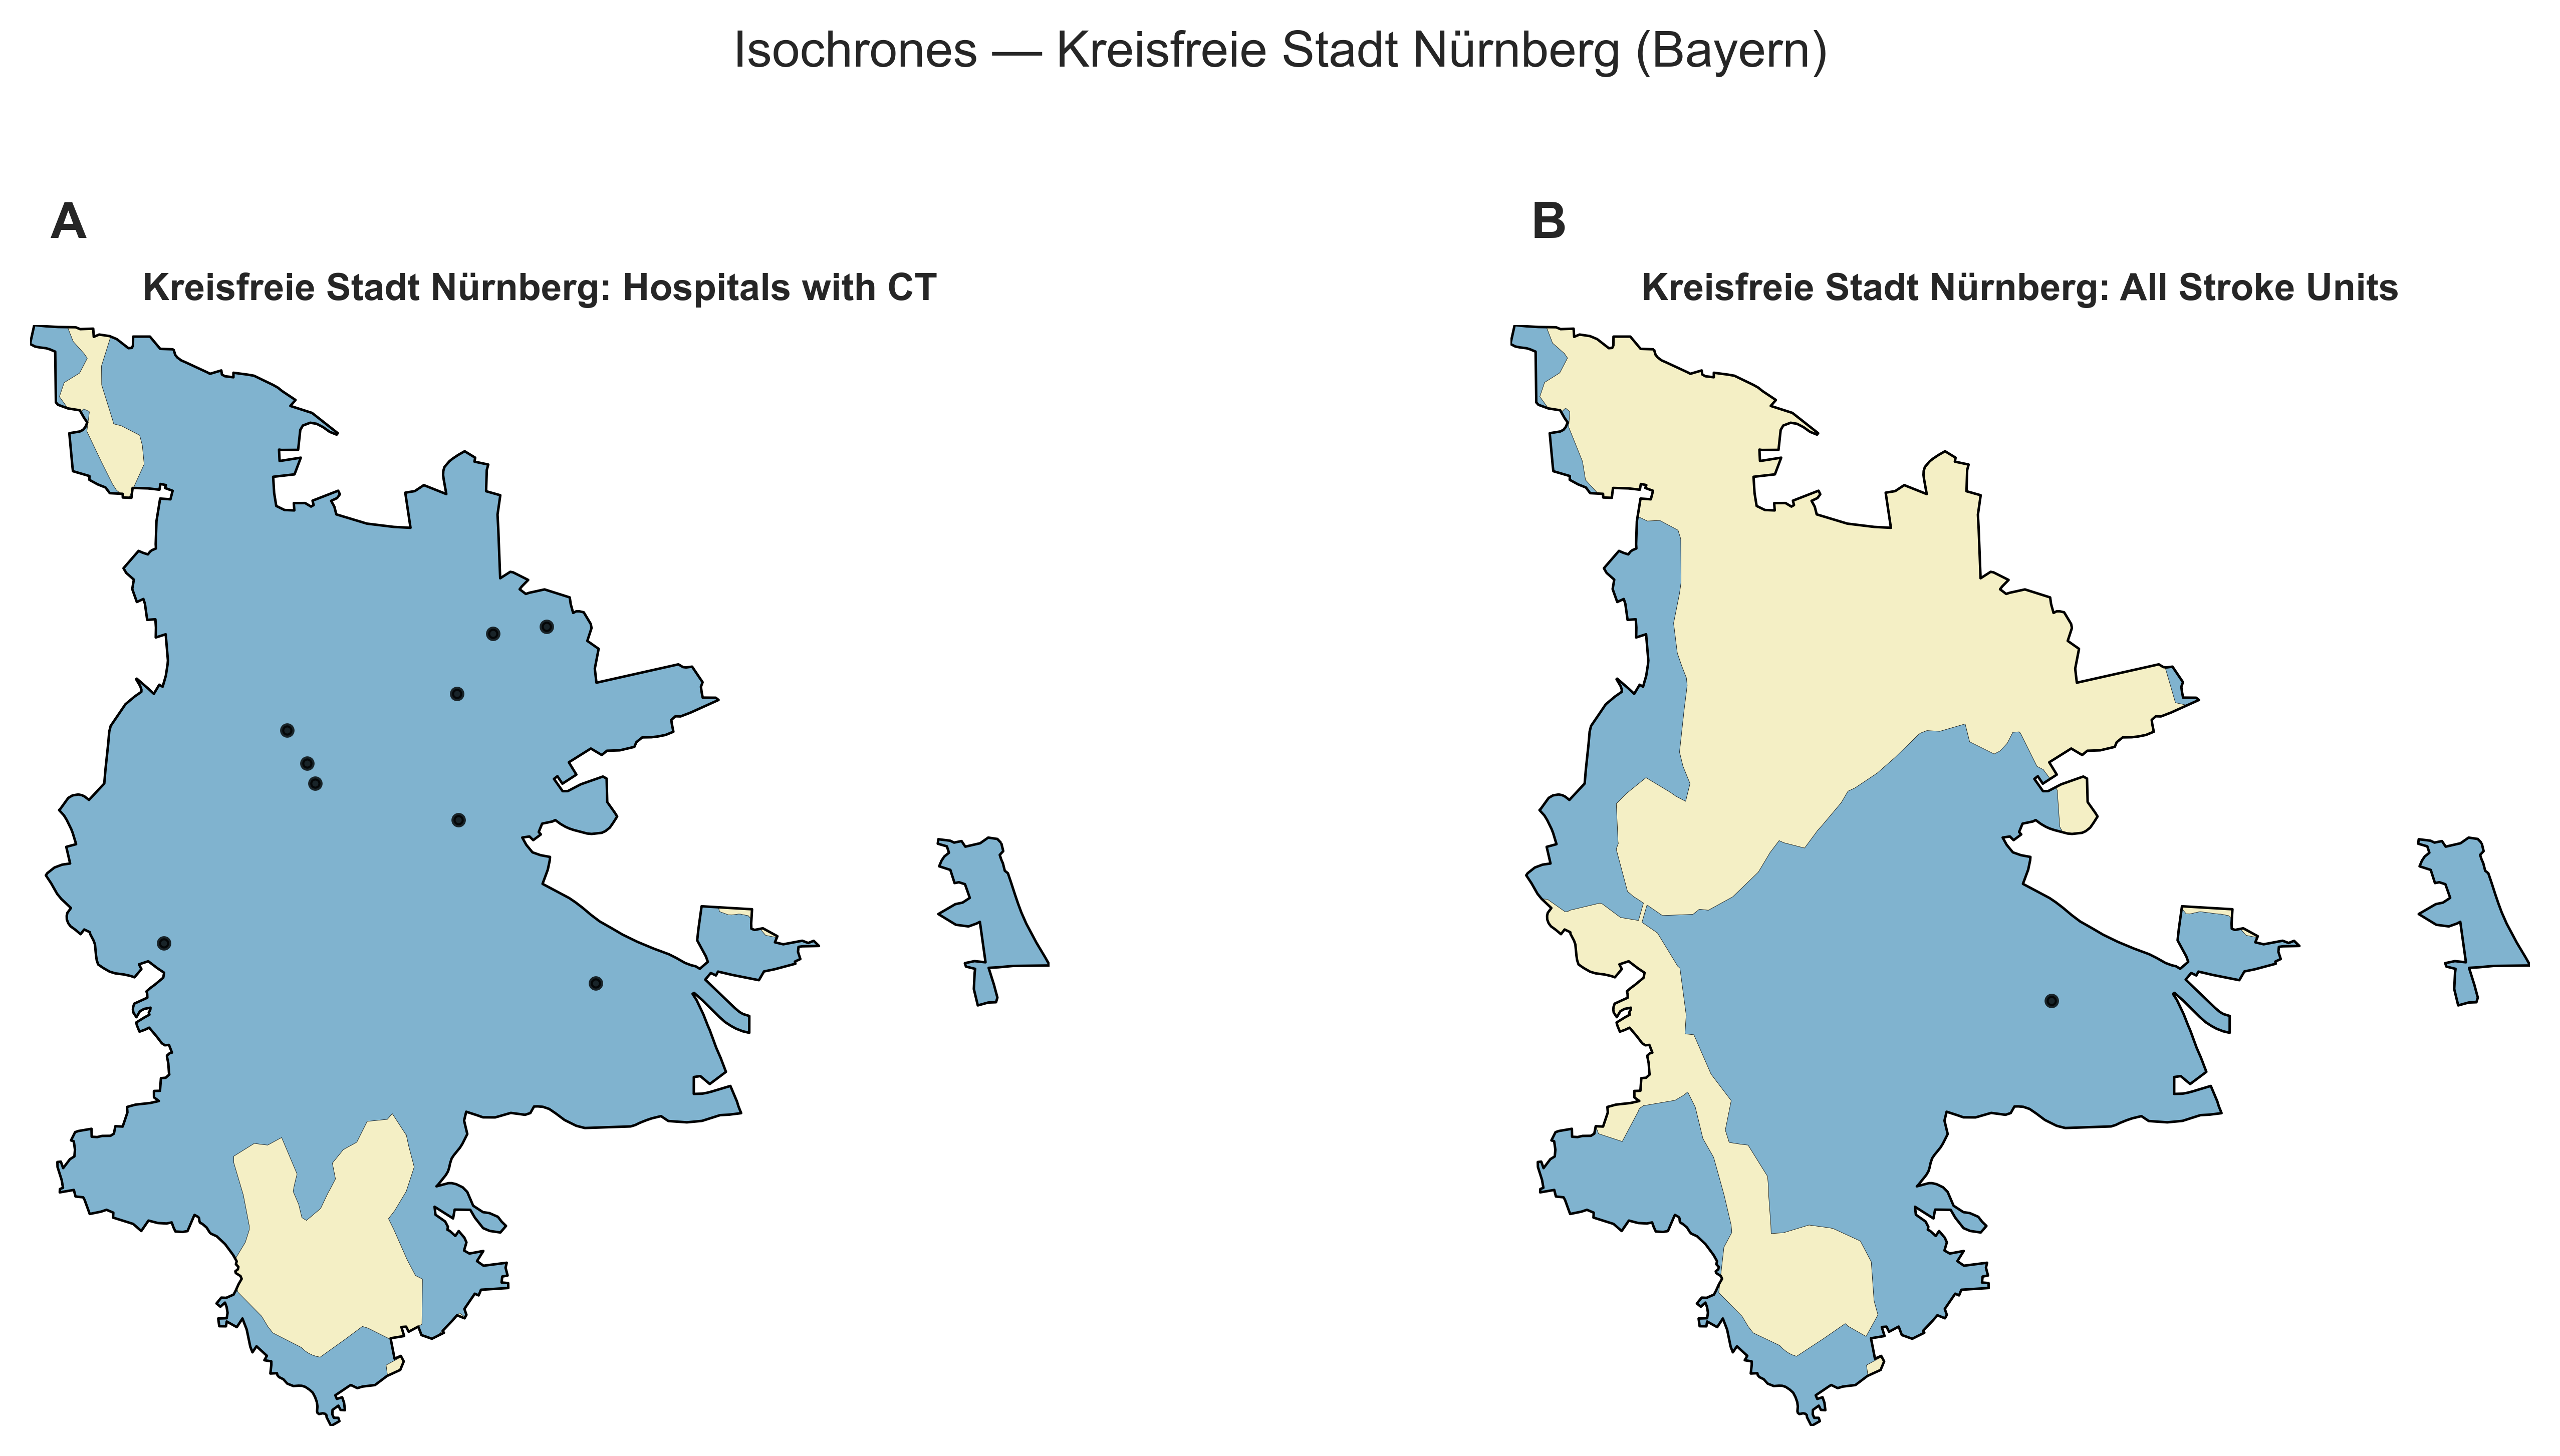 Isochrones — Kreisfreie Stadt Nürnberg (Bayern)
A
Kreisfreie Stadt Nürnberg: Hospitals with CT
B
Kreisfreie Stadt Nürnberg: All Stroke Units